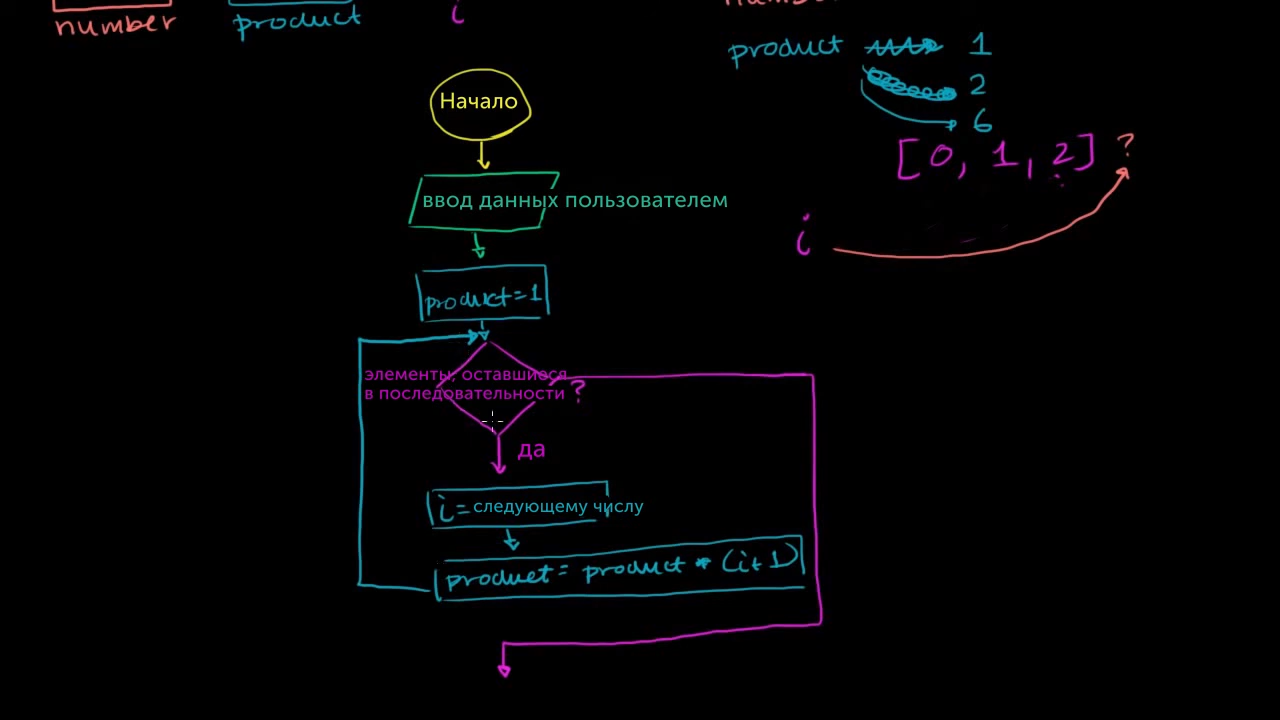 number product i
product 1
2
6
[0, 1, 2] ?
i
Начало
ввод данных пользователем
product=1
элементы, оставшиеся
в последовательности ?
да
i = следующему числу
product = product * (i+1)